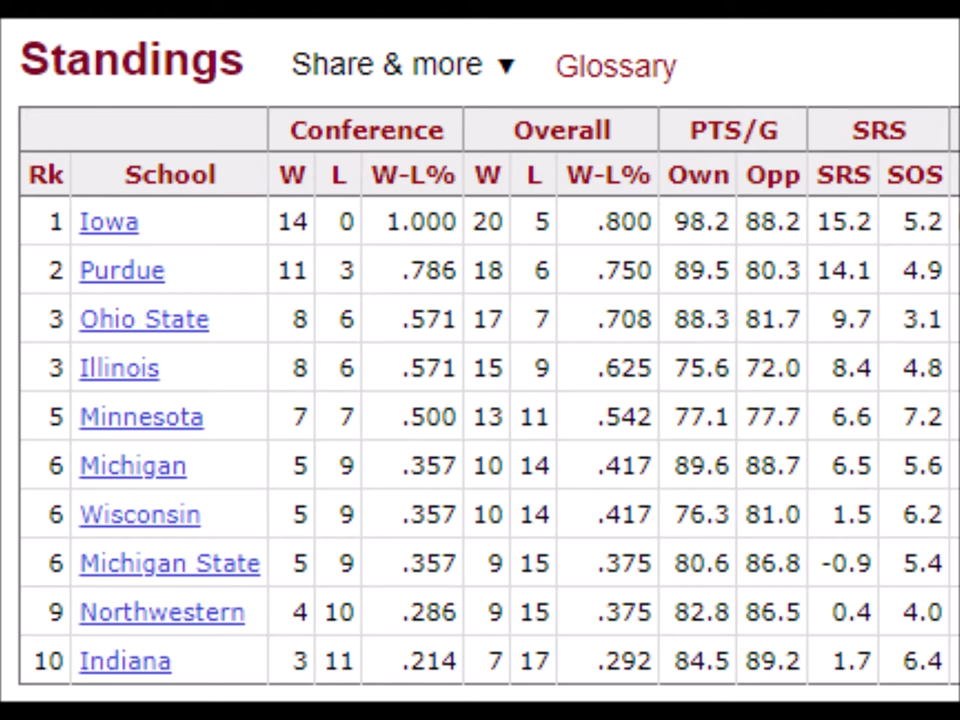 Standings Share & more ▼ Glossary
Conference Overall PTS/G SRS
Rk School W L W-L% W L W-L% Own Opp SRS SOS
1 Iowa 14 0 1.000 20 5 .800 98.2 88.2 15.2 5.2
2 Purdue 11 3 .786 18 6 .750 89.5 80.3 14.1 4.9
3 Ohio State 8 6 .571 17 7 .708 88.3 81.7 9.7 3.1
3 Illinois 8 6 .571 15 9 .625 75.6 72.0 8.4 4.8
5 Minnesota 7 7 .500 13 11 .542 77.1 77.7 6.6 7.2
6 Michigan 5 9 .357 10 14 .417 89.6 88.7 6.5 5.6
6 Wisconsin 5 9 .357 10 14 .417 76.3 81.0 1.5 6.2
6 Michigan State 5 9 .357 9 15 .375 80.6 86.8 -0.9 5.4
9 Northwestern 4 10 .286 9 15 .375 82.8 86.5 0.4 4.0
10 Indiana 3 11 .214 7 17 .292 84.5 89.2 1.7 6.4